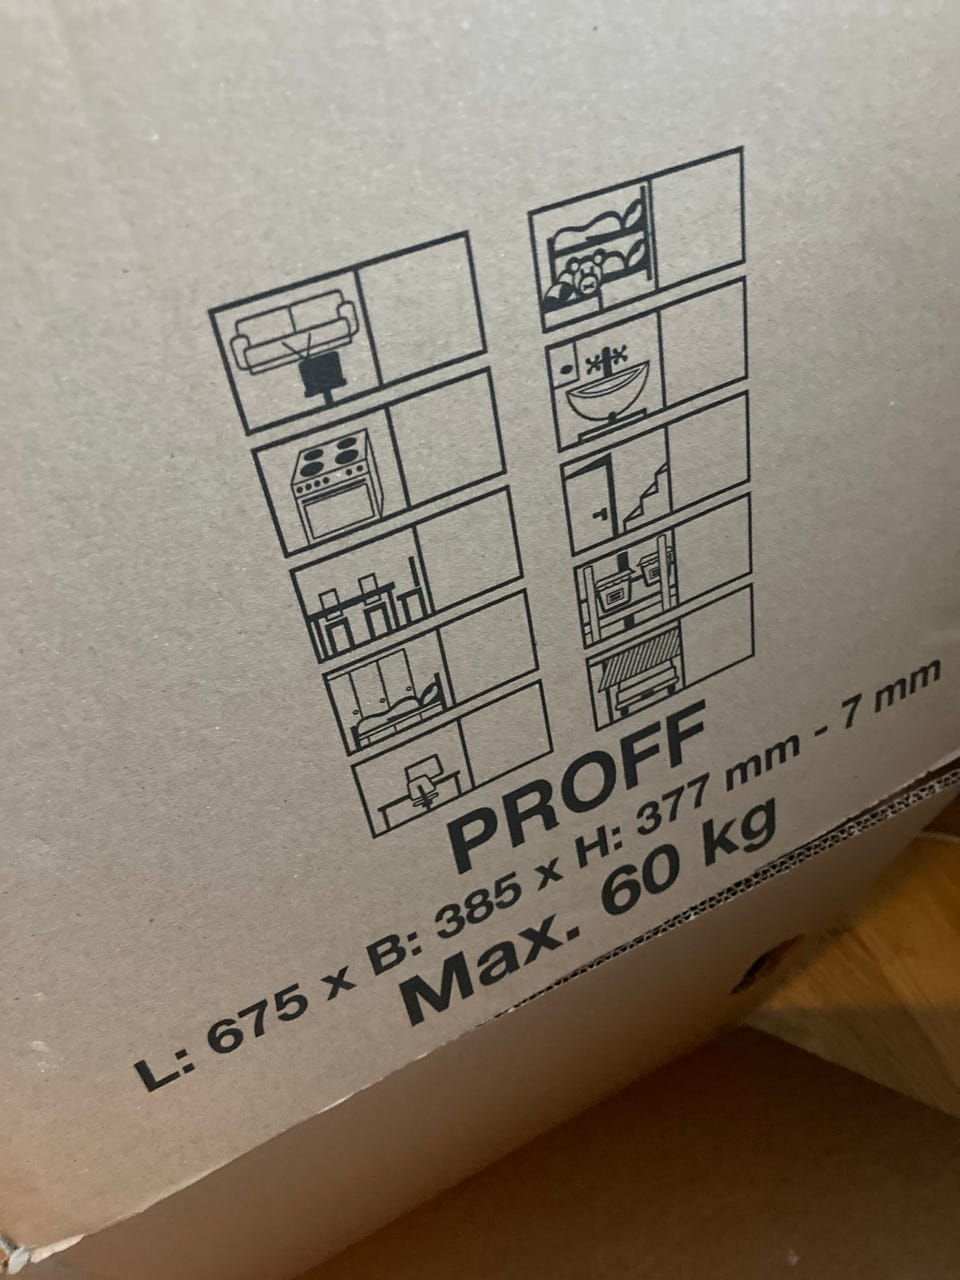 PROFF
L: 675 x B: 385 x H: 377 mm - 7 mm
Max. 60 kg